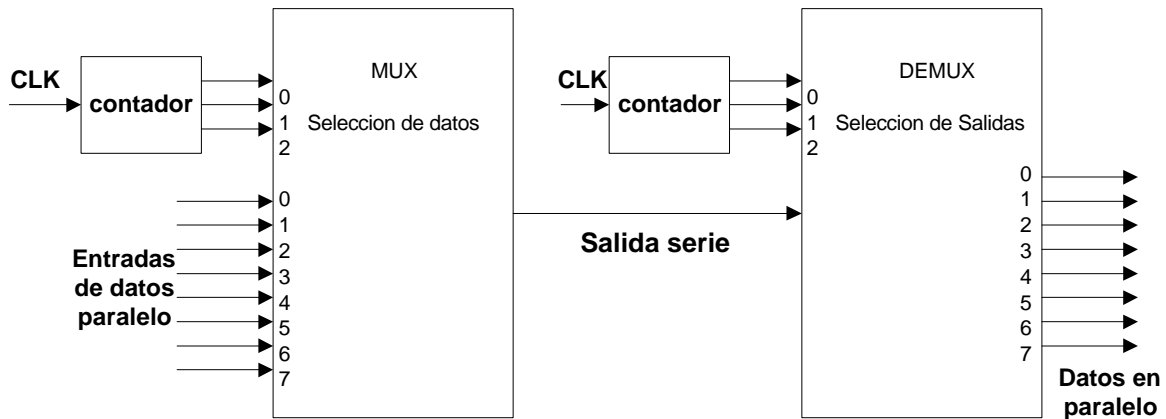 CLK
contador
0
1
2
MUX
Seleccion de datos
0
1
2
3
4
5
6
7
Entradas
de datos
paralelo
Salida serie
CLK
contador
0
1
2
DEMUX
Seleccion de Salidas
0
1
2
3
4
5
6
7
Datos en
paralelo